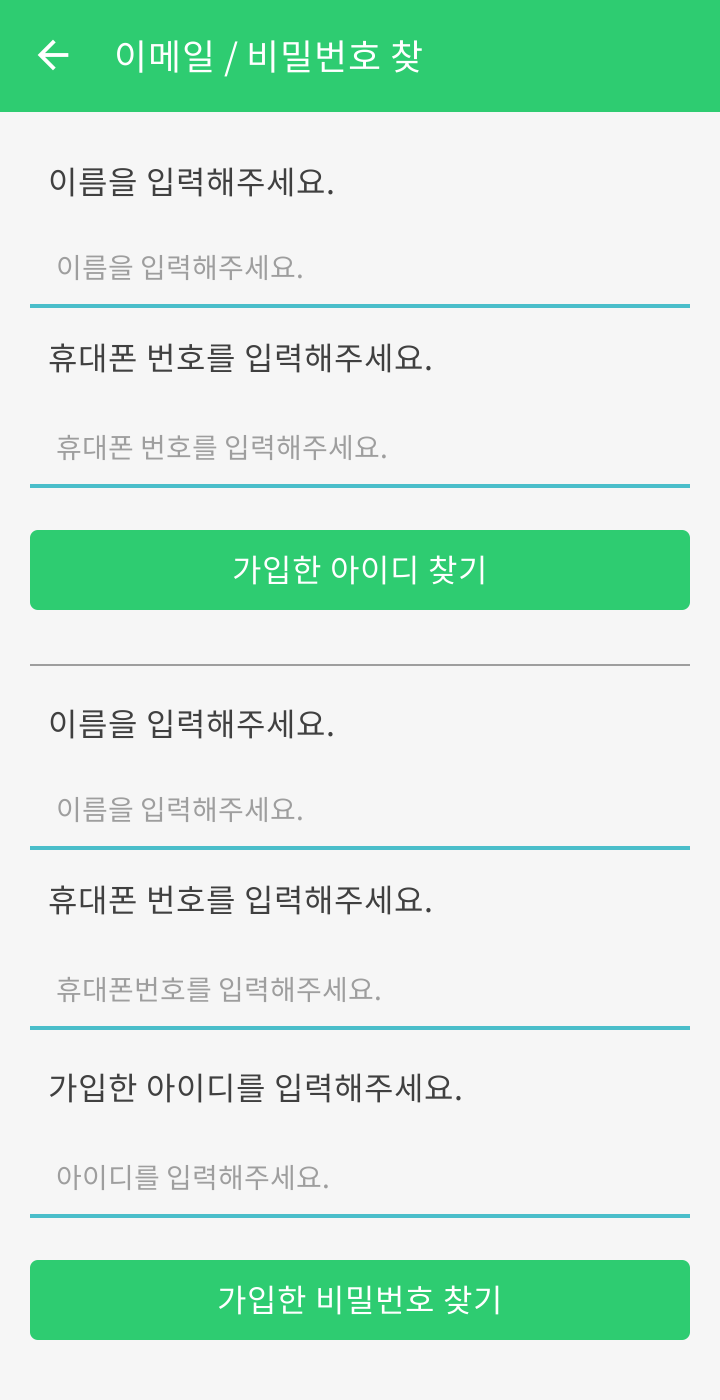 이메일 / 비밀번호 찾
이름을 입력해주세요.
이름을 입력해주세요.
휴대폰 번호를 입력해주세요.
휴대폰 번호를 입력해주세요.
가입한 아이디 찾기
이름을 입력해주세요.
이름을 입력해주세요.
휴대폰 번호를 입력해주세요.
휴대폰번호를 입력해주세요.
가입한 아이디를 입력해주세요.
아이디를 입력해주세요.
가입한 비밀번호 찾기